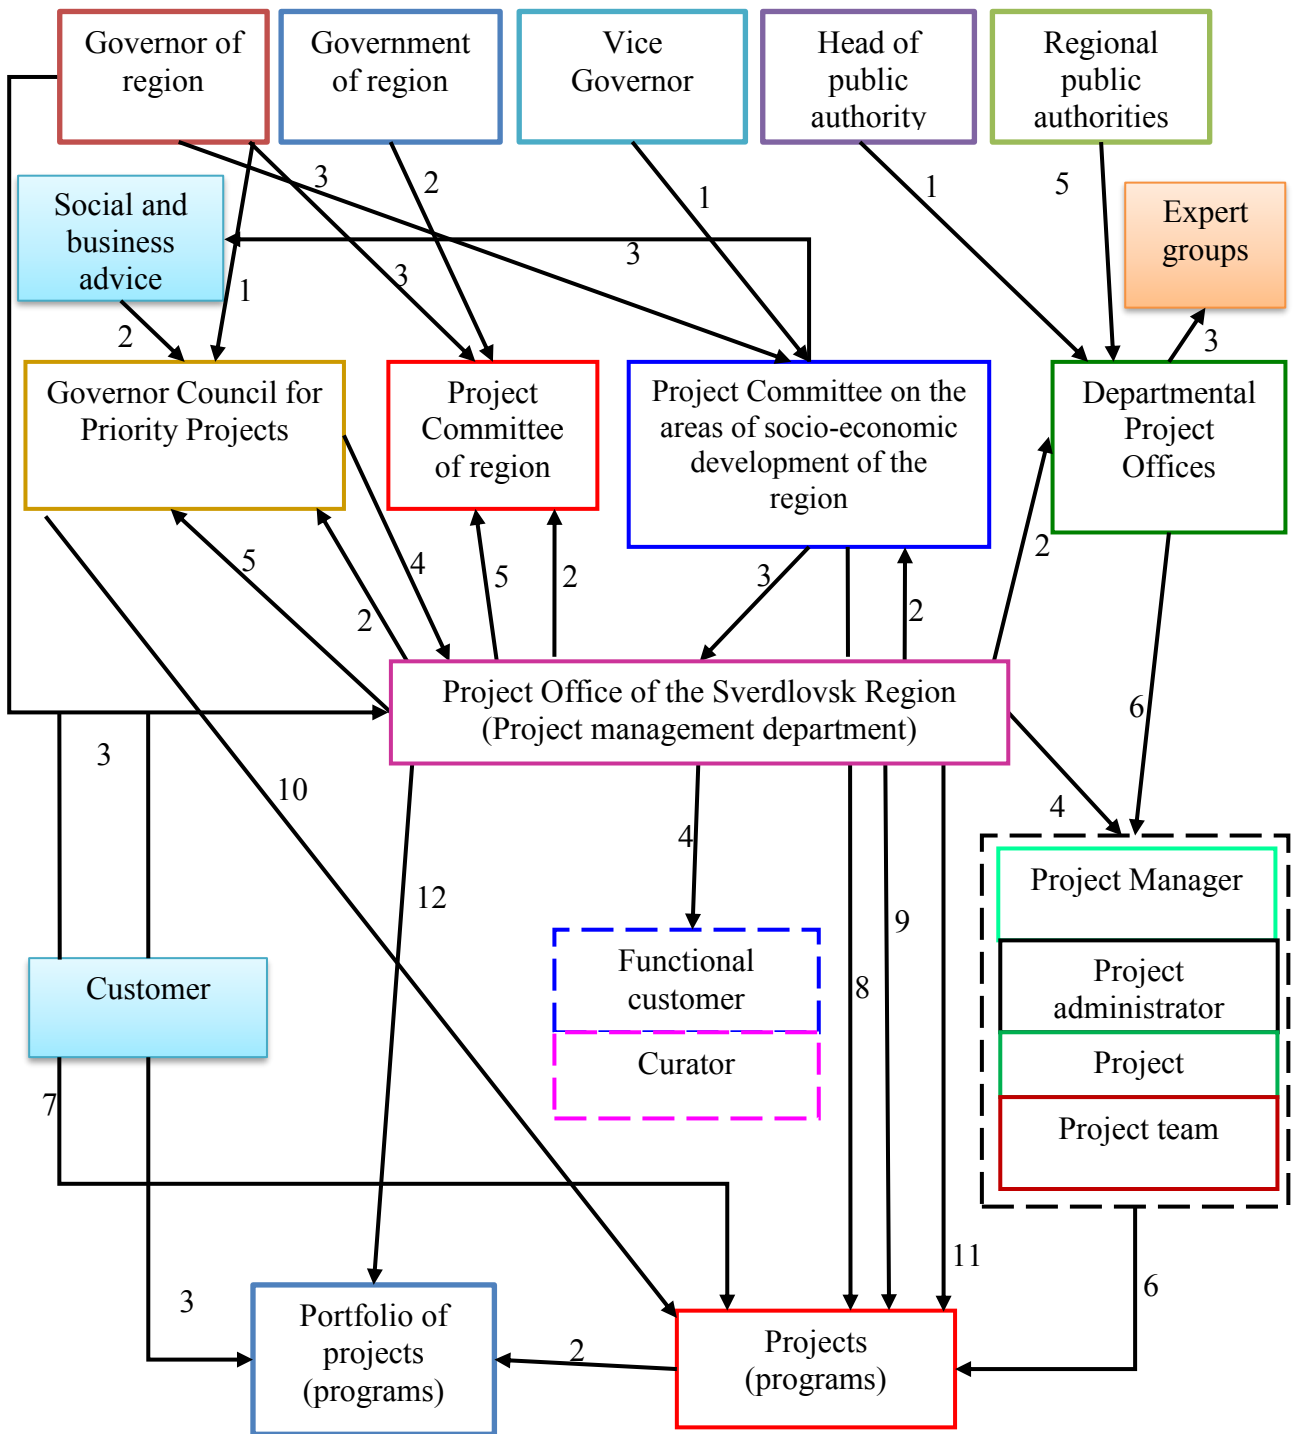 Governor of
region
Government
of region
Vice
Governor
Head of
public
authority
Regional
public
authorities
3
2
1
1
5
Social and
business
advice
Expert
groups
3
3
1
2
3
Governor Council for
Priority Projects
Project
Committee
of region
Project Committee on the
areas of socio-economic
development of the
region
Departmental
Project
Offices
5
4
2
5
2
3
2
2
6
Project Office of the Sverdlovsk Region
(Project management department)
3
10
4
4
12
9
8
Project Manager
Project
administrator
Project
Project team
Functional
customer
Curator
Customer
7
11
6
3
2
Portfolio of
projects
(programs)
Projects
(programs)